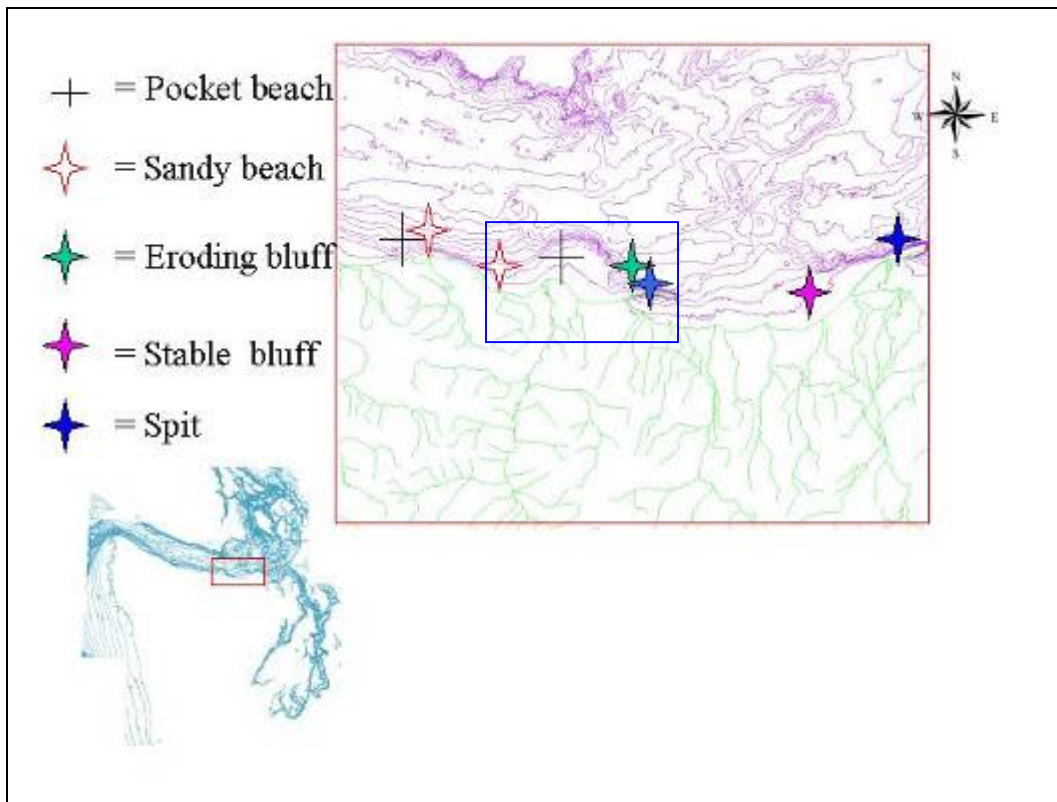 = Pocket beach
= Sandy beach
= Eroding bluff
= Stable bluff
= Spit
N
W E
S